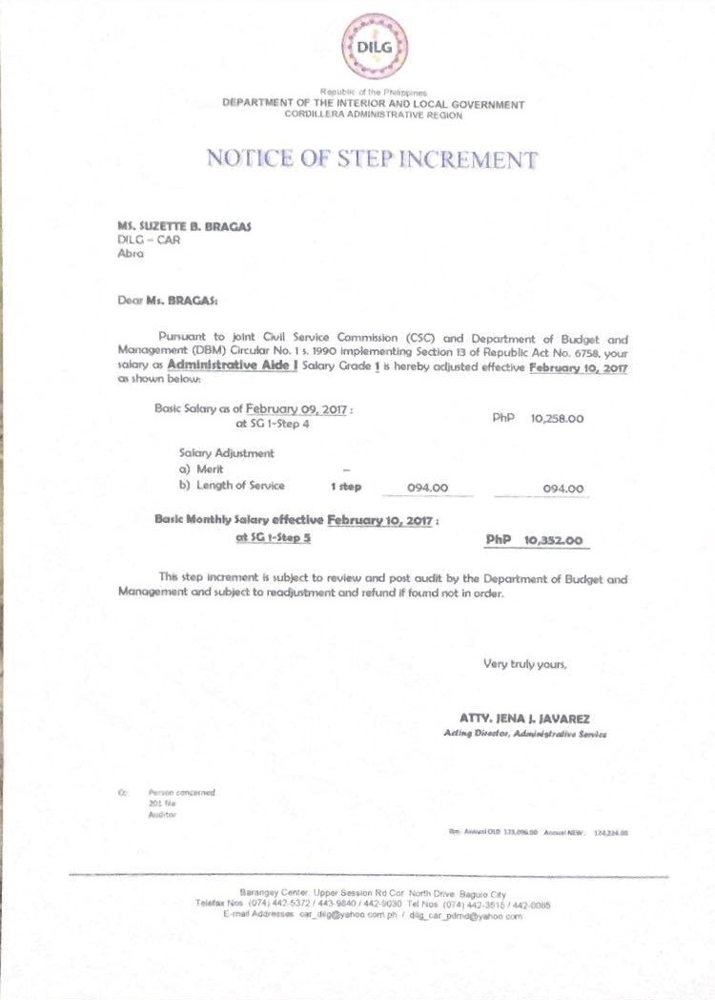 DILG
Republic of the Philippines
DEPARTMENT OF THE INTERIOR AND LOCAL GOVERNMENT
CORDILLERA ADMINISTRATIVE REGION
NOTICE OF STEP INCREMENT
MS. SUZETTE B. BRAGAS
DILG – CAR
Abra
Dear Ms. BRAGAS:
Pursuant to joint Civil Service Commission (CSC) and Department of Budget and
Management (DBM) Circular No. 1 s. 1990 implementing Section 13 of Republic Act No. 6758, your
salary as Administrative Aide I Salary Grade 1 is hereby adjusted effective February 10, 2017
as shown below:
Basic Salary as of February 09, 2017 : PhP 10,258.00
at SG 1-Step 4
Salary Adjustment
a) Merit –
b) Length of Service 1 step 094.00 094.00
Basic Monthly Salary effective February 10, 2017 :
at SG 1-Step 5 PhP 10,352.00
This step increment is subject to review and post audit by the Department of Budget and
Management and subject to readjustment and refund if found not in order.
Very truly yours,
ATTY. JENA J. JAVAREZ
Acting Director, Administrative Service
Cc: Person concerned
201 file
Auditor
Annual OLD 123,096.00 Annual NEW: 124,224.00
Barangay Center, Upper Session Rd Cor North Drive Baguio City
Telefax Nos (074) 442-5372 / 443-9840 / 442-9030 Tel Nos (074) 442-3515 / 442-0085
E-mail Addresses car_dilg@yahoo.com.ph / dilg_car_pdmd@yahoo.com